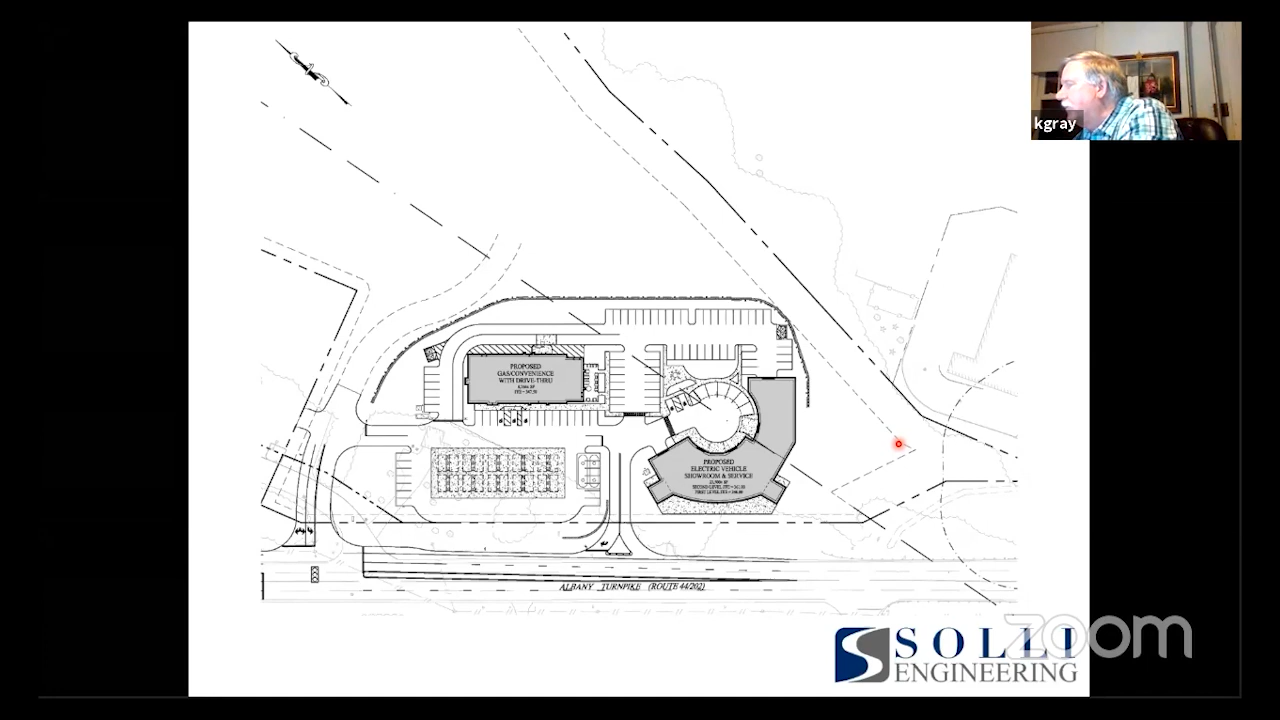 kgray
PROPOSED
GAS/CONVENIENCE
WITH DRIVE-THRU
PROPOSED
ELECTRIC VEHICLE
SHOWROOM & SERVICE
ALBANY TURNPIKE (ROUTE 44/202)
SOLLI
ENGINEERING
zoom